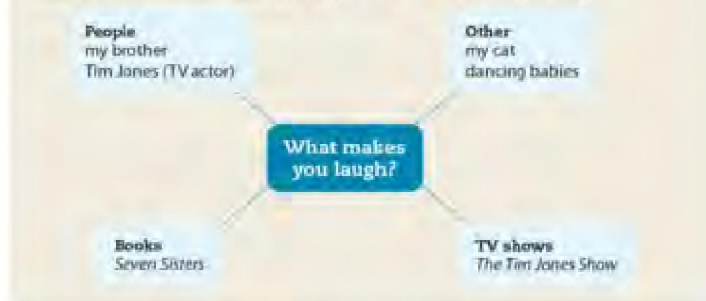 People
my brother
Tim Jones (TV actor)
Other
my cat
dancing babies
What makes
you laugh?
Books
Seven Sisters
TV shows
The Tim Jones Show